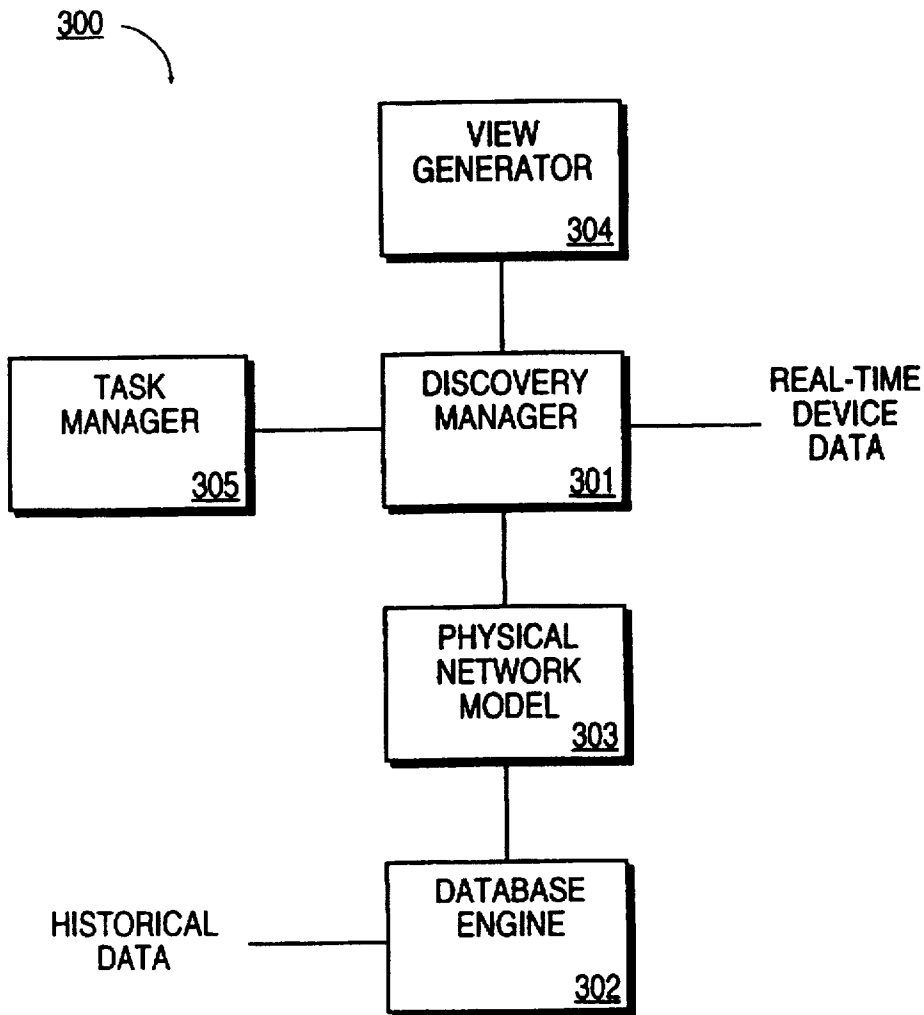 300
VIEW
GENERATOR
304
TASK
MANAGER
305
DISCOVERY
MANAGER
301
REAL-TIME
DEVICE
DATA
PHYSICAL
NETWORK
MODEL
303
HISTORICAL
DATA
DATABASE
ENGINE
302